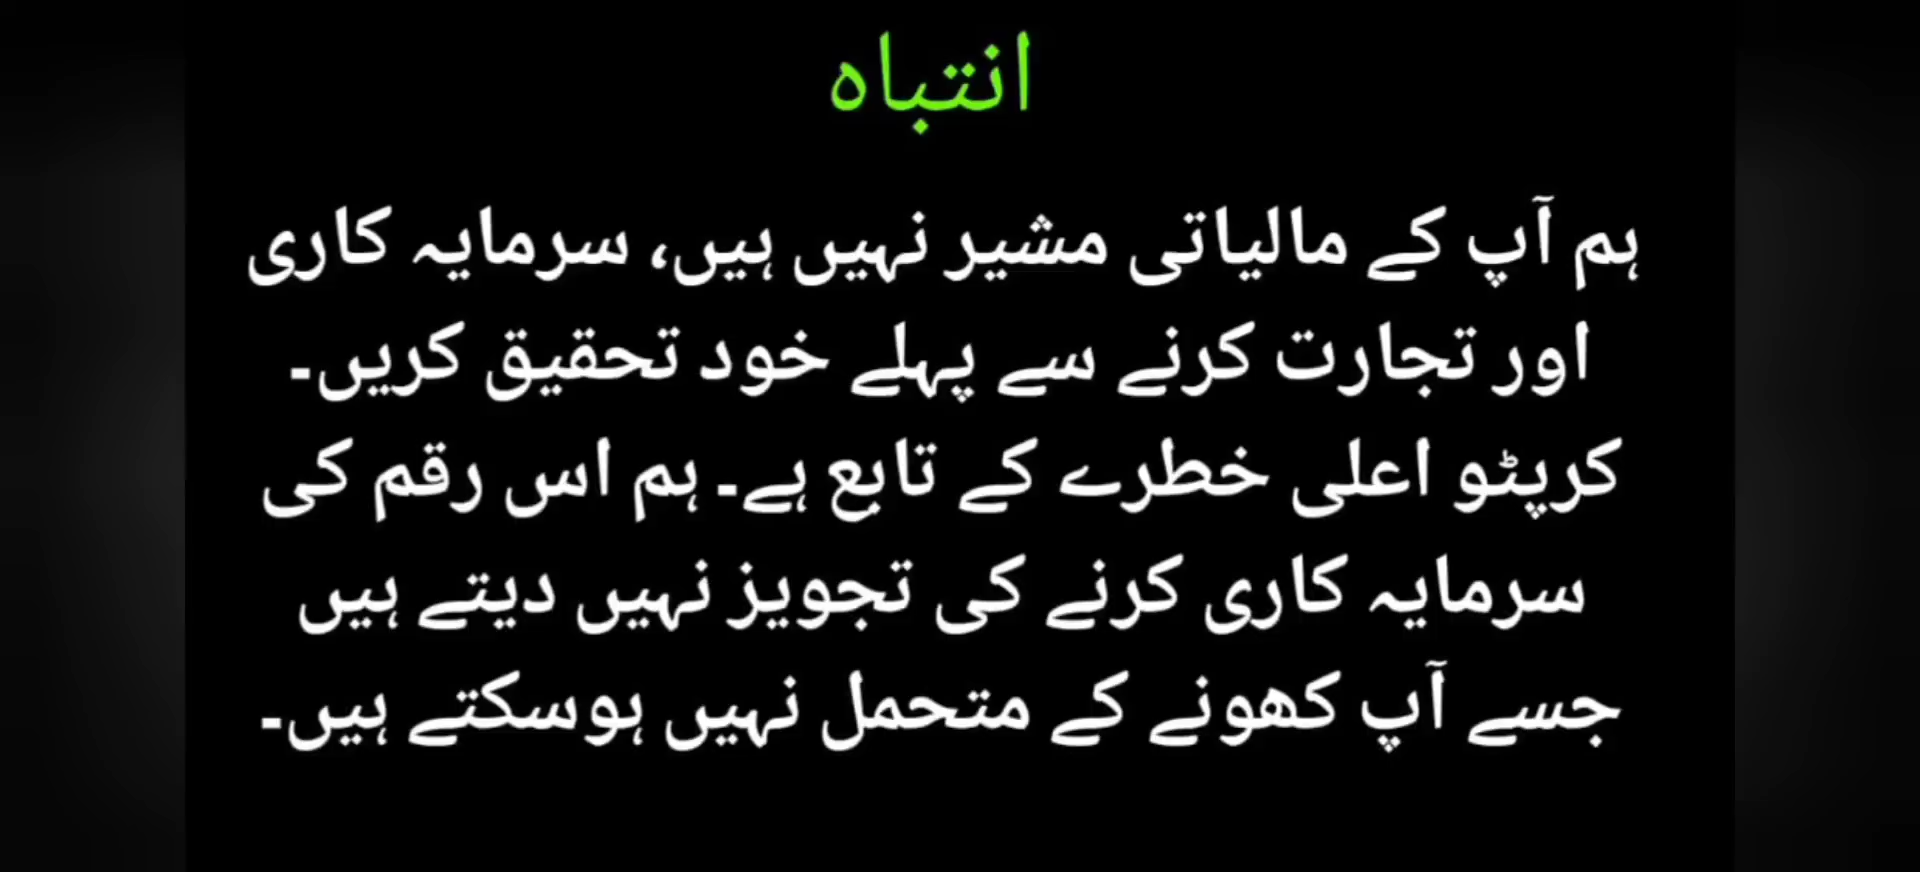 انتباہ
ہم آپ کے مالیاتی مشیر نہیں ہیں، سرمایہ کاری
اور تجارت کرنے سے پہلے خود تحقیق کریں۔
کرپٹو اعلی خطرے کے تابع ہے۔ ہم اس رقم کی
سرمایہ کاری کرنے کی تجویز نہیں دیتے ہیں
جسے آپ کھونے کے متحمل نہیں ہوسکتے ہیں۔